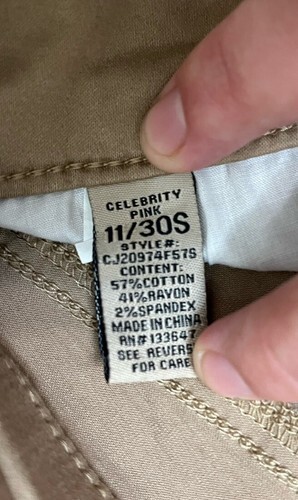 CELEBRITY
PINK
11/30S
STYLE#:
CJ20974F57S
CONTENT:
57%COTTON
41%RAYON
2%SPANDEX
MADE IN CHINA
RN#133647
SEE REVERS
FOR CARE